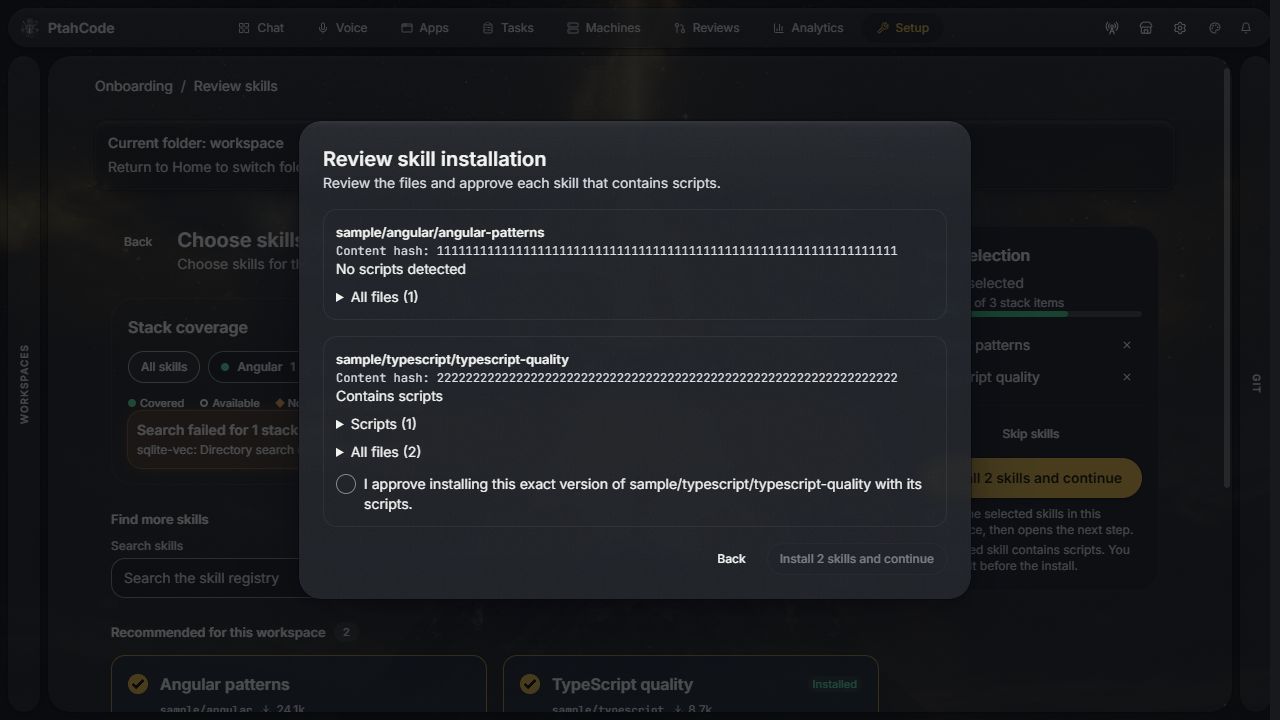 PtahCode
Chat
Voice
Apps
Tasks
Machines
Reviews
Analytics
Setup
Onboarding / Review skills
Current folder: workspace
Return to Home to switch
Back
Choose
Choose skills for
Stack coverage
All skills
Angular 1
Covered
Available
Search failed for 1 stack
sqlite-vec: Directory search
Find more skills
Search skills
Search the skill registry
Recommended for this workspace 2
Angular patterns
sample/angular 24.1k
TypeScript quality
Installed
sample/typescript 8.7k
WORKSPACES
GIT
Review skill installation
Review the files and approve each skill that contains scripts.
sample/angular/angular-patterns
Content hash: 1111111111111111111111111111111111111111111111111111111111111111
No scripts detected
All files (1)
sample/typescript/typescript-quality
Content hash: 2222222222222222222222222222222222222222222222222222222222222222
Contains scripts
Scripts (1)
All files (2)
I approve installing this exact version of sample/typescript/typescript-quality with its
scripts.
Back
Install 2 skills and continue
selected
of 3 stack items
patterns
quality
Skip skills
2 skills and continue
selected skills in this
then opens the next step.
skill contains scripts. You
before the install.